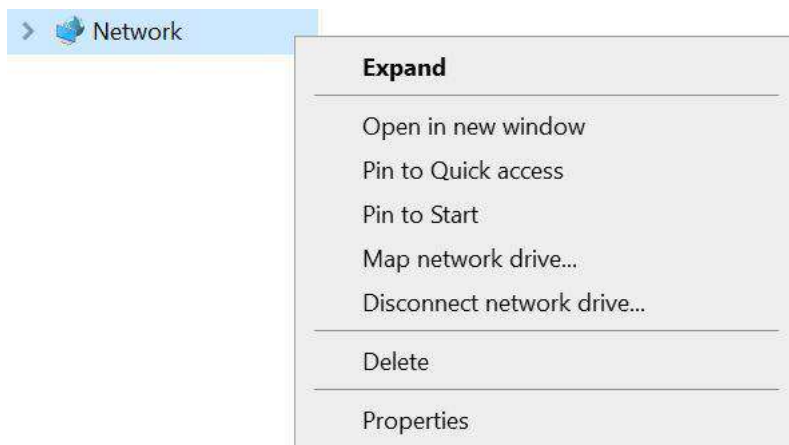 Network
Expand
Open in new window
Pin to Quick access
Pin to Start
Map network drive...
Disconnect network drive...
Delete
Properties